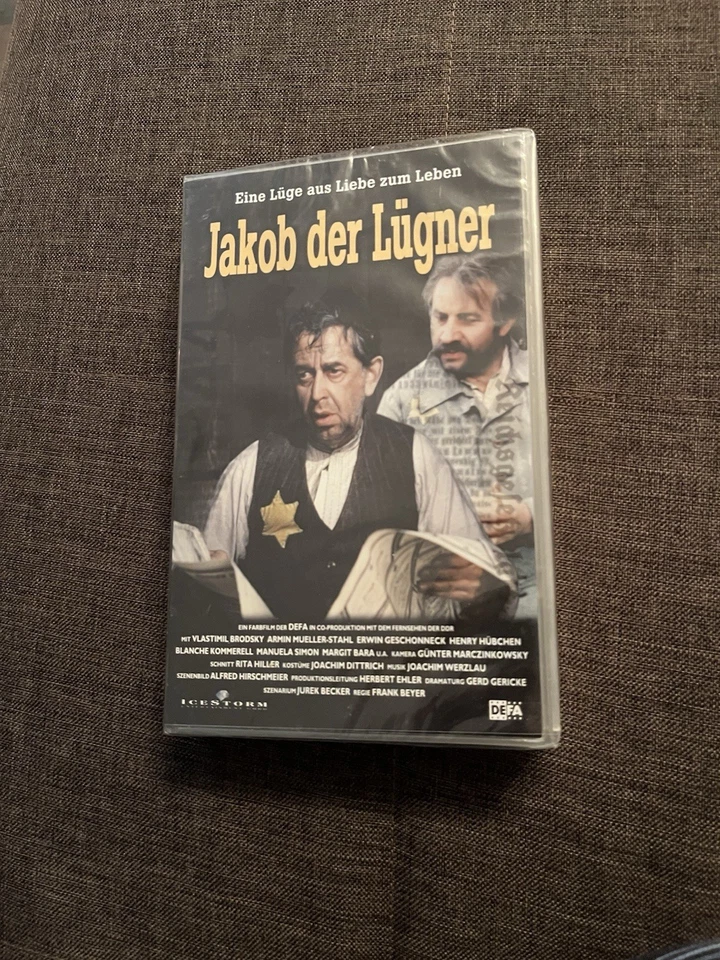 Eine Lüge aus Liebe zum Leben
Jakob der Lügner
EIN FARBFILM DER DEFA IN CO-PRODUKTION MIT DEM FERNSEHEN DER DDR
MIT VLASTIMIL BRODSKY ARMIN MUELLER-STAHL ERWIN GESCHONNECK HENRY HÜBCHEN
BLANCHE KOMMERELL MANUELA SIMON MARGIT BARA U.A. KAMERA GÜNTER MARCZINKOWSKY
SCHNITT RITA HILLER KOSTÜME JOACHIM DITTRICH MUSIK JOACHIM WERZLAU
SZENENBILD ALFRED HIRSCHMEIER PRODUKTIONSLEITUNG HERBERT EHLER DRAMATURG GERD GERICKE
SZENARIUM JUREK BECKER REGIE FRANK BEYER
ICESTORM
DEFA